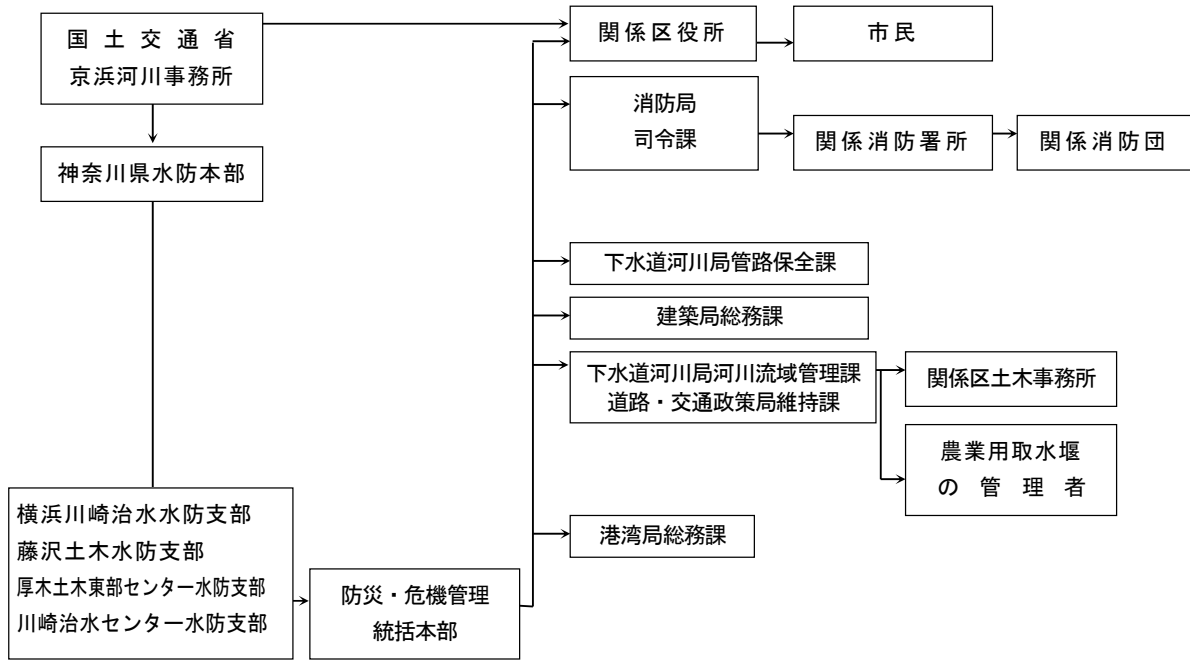 国土交通省
京浜河川事務所
神奈川県水防本部
横浜川崎治水水防支部
藤沢土木水防支部
厚木土木東部センター水防支部
川崎治水センター水防支部
防災・危機管理
統括本部
関係区役所
市民
消防局
司令課
関係消防署所
関係消防団
下水道河川局管路保全課
建築局総務課
下水道河川局河川流域管理課
道路・交通政策局維持課
関係区土木事務所
農業用取水堰
の管理者
港湾局総務課